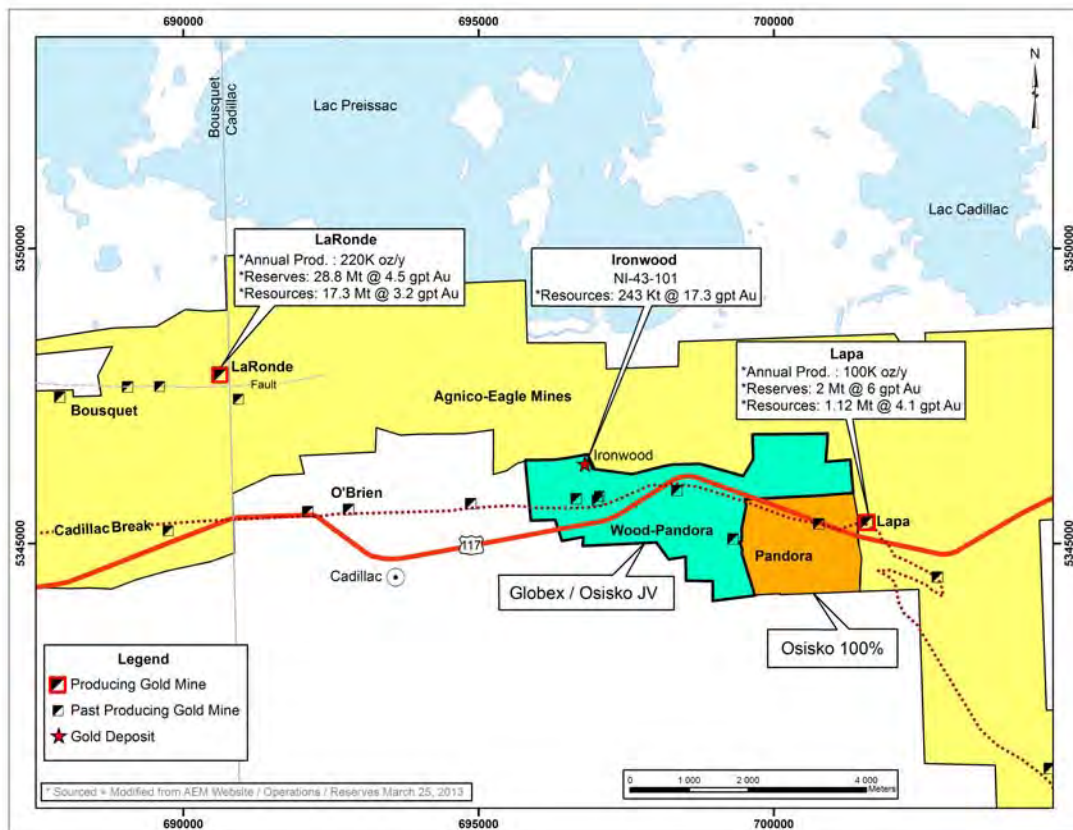 690000
695000
700000
N
Bousquet
Cadillac
Lac Preissac
Lac Cadillac
5350000
5350000
LaRonde
*Annual Prod. : 220K oz/y
*Reserves: 28.8 Mt @ 4.5 gpt Au
*Resources: 17.3 Mt @ 3.2 gpt Au
Ironwood
NI-43-101
*Resources: 243 Kt @ 17.3 gpt Au
Lapa
*Annual Prod. : 100K oz/y
*Reserves: 2 Mt @ 6 gpt Au
*Resources: 1.12 Mt @ 4.1 gpt Au
LaRonde
Fault
Bousquet
Agnico-Eagle Mines
Ironwood
O'Brien
Cadillac Break
Wood-Pandora
Lapa
Pandora
117
Cadillac
5345000
5345000
Globex / Osisko JV
Osisko 100%
Legend
Producing Gold Mine
Past Producing Gold Mine
Gold Deposit
0 1 000 2 000 4 000
Meters
* Sourced = Modified from AEM Website / Operations / Reserves March 25, 2013
690000
695000
700000